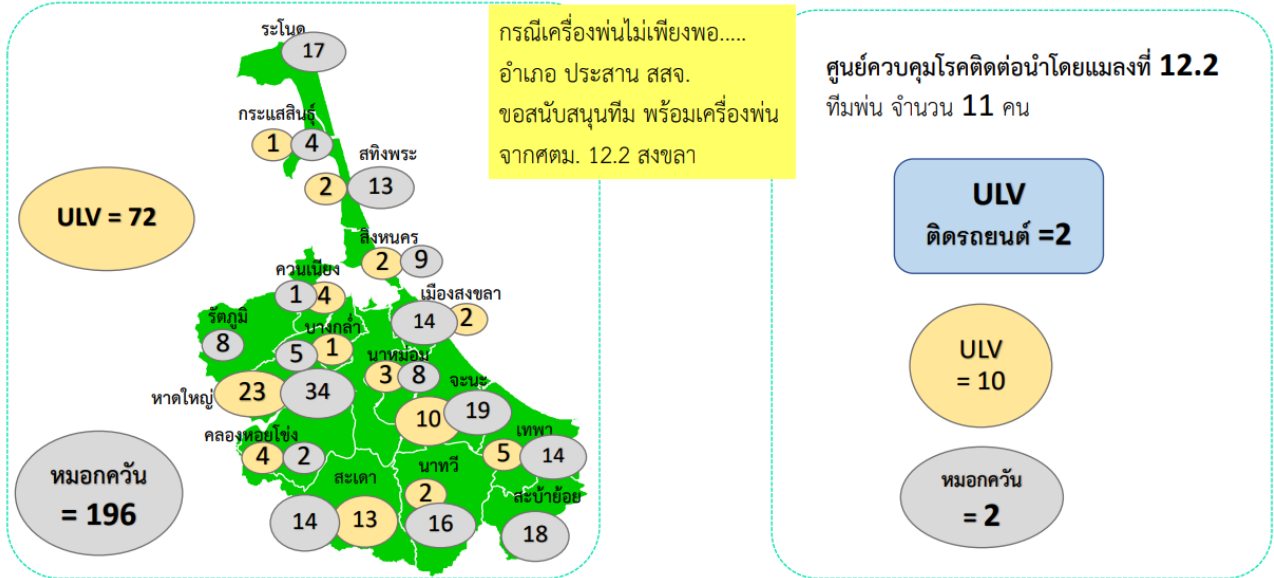 ระโนด
17
กระแสสินธุ์
1
4
สทิงพระ
2
13
ULV = 72
สิงหนคร
2
9
ควนเนียง
1
4
เมืองสงขลา
14
2
รัตภูมิ
8
บางกล่ำ
5
1
นาหม่อม
3
8
หาดใหญ่
23
34
จะนะ
10
19
คลองหอยโข่ง
4
2
เทพา
5
14
หมอกควัน
= 196
สะเดา
14
13
นาทวี
2
16
สะบ้าย้อย
18
กรณีเครื่องพ่นไม่เพียงพอ.....
อำเภอ ประสาน สสจ.
ขอสนับสนุนทีม พร้อมเครื่องพ่น
จากศตม. 12.2 สงขลา
ศูนย์ควบคุมโรคติดต่อนำโดยแมลงที่ 12.2
ทีมพ่น จำนวน 11 คน
ULV
ติดรถยนต์ =2
ULV
= 10
หมอกควัน
= 2